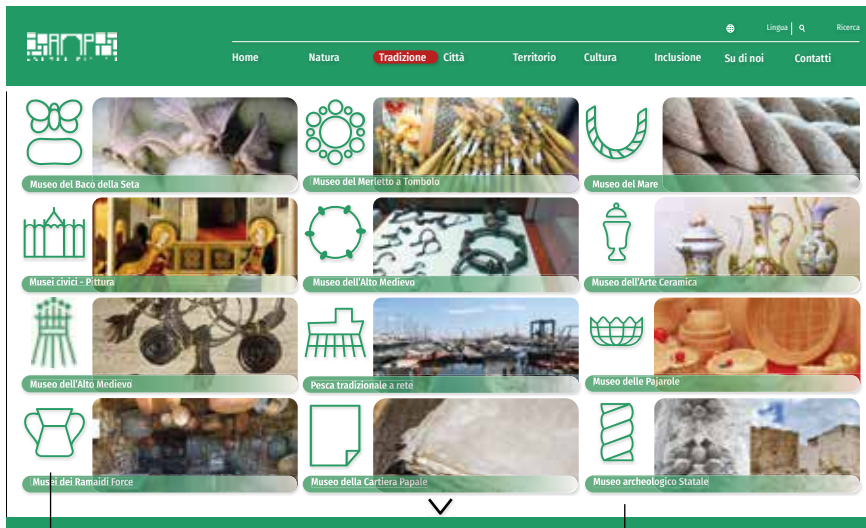 Lingua
Ricerca
Home
Natura
Tradizione
Città
Territorio
Cultura
Inclusione
Su di noi
Contatti
Museo del Baco della Seta
Museo del Merletto a Tombolo
Museo del Mare
Musei civici - Pittura
Museo dell'Alto Medievo
Museo dell'Arte Ceramica
Museo dell'Alto Medievo
Pesca tradizionale a rete
Museo delle Pajarole
Musei dei Ramaidi Force
Museo della Cartiera Papale
Museo archeologico Statale